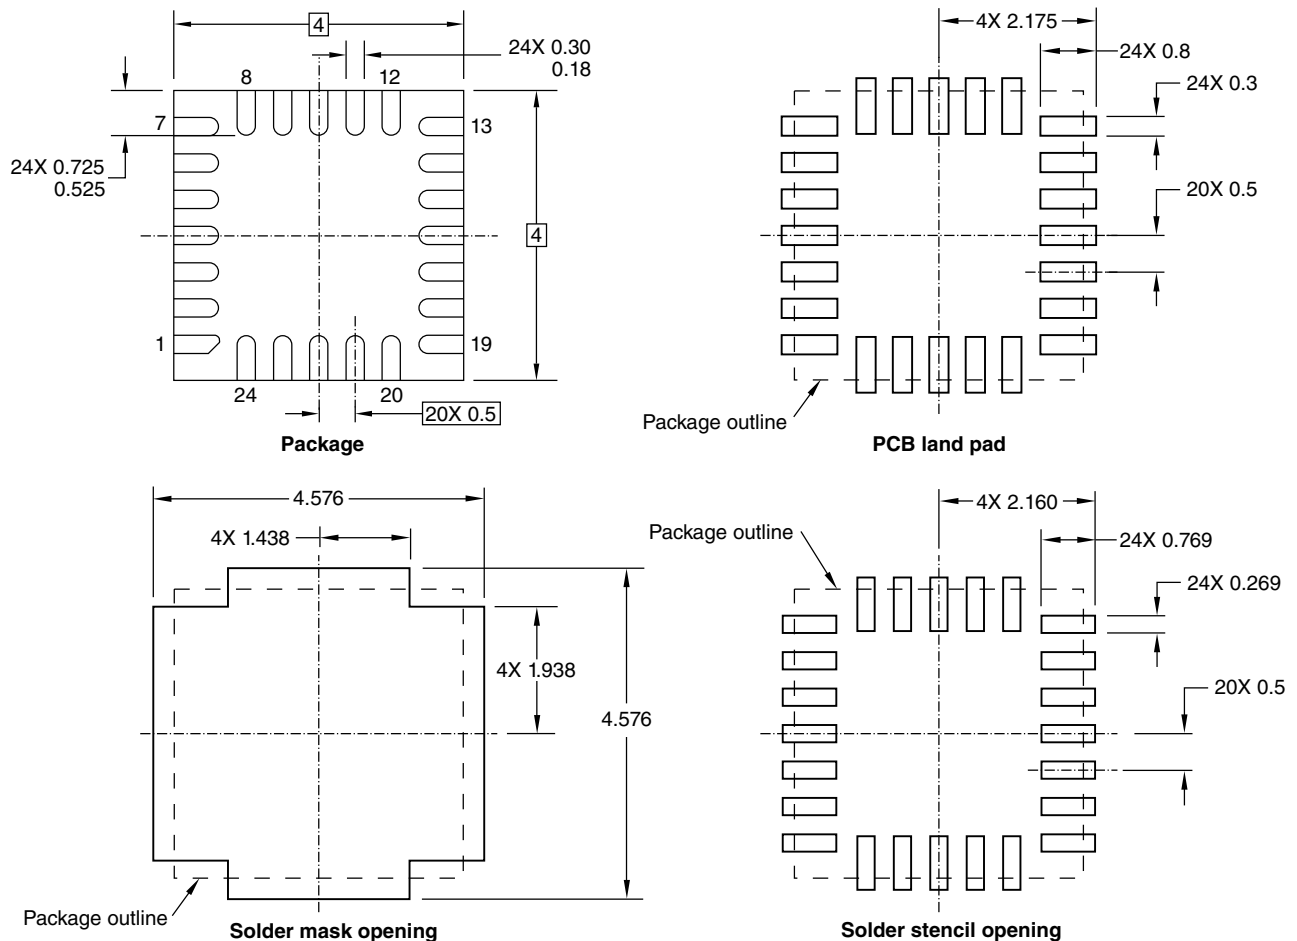 4
24X 0.30
0.18
8
12
7
13
24X 0.725
0.525
4
1
19
24
20
20X 0.5
Package
4X 2.175
24X 0.8
24X 0.3
20X 0.5
Package outline
PCB land pad
4.576
4X 1.438
4X 1.938
4.576
Package outline
Solder mask opening
4X 2.160
Package outline
24X 0.769
24X 0.269
20X 0.5
Solder stencil opening